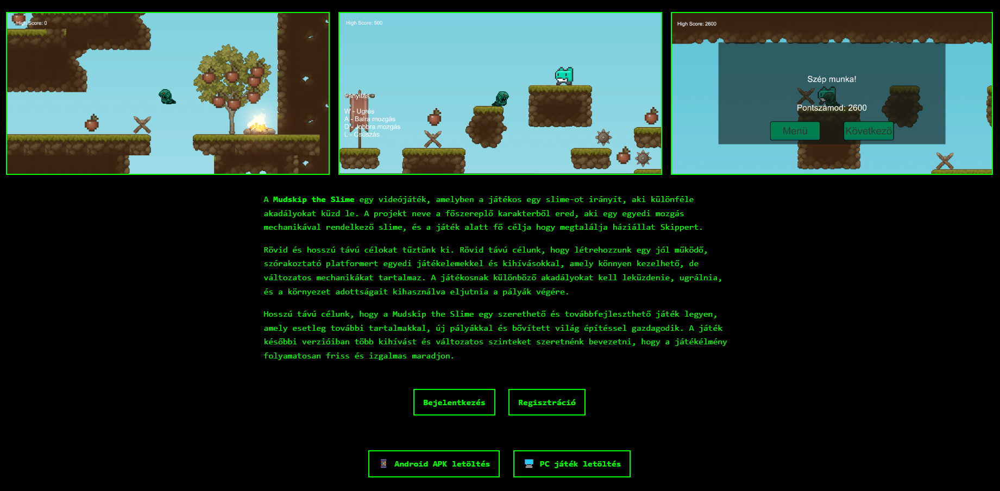 High Score: 0
High Score: 500
Irányítás
W - Ugrás
A - Balra mozgás
D - Jobbra mozgás
L - Csúszás
High Score: 2600
Szép munka!
Pontszámod: 2600
Menü
Következő
A Mudskip the Slime egy videójáték, amelyben a játékos egy slime-ot irányít, aki különféle
akadályokat küzd le. A projekt neve a főszereplő karakterből ered, aki egy egyedi mozgás
mechanikával rendelkező slime, és a játék alatt fő célja hogy megtalálja háziállat Skippert.
Rövid és hosszú távú célokat tűztünk ki. Rövid távú célunk, hogy létrehozzunk egy jól működő,
szórakoztató platformert egyedi játékelemekkel és kihívásokkal, amely könnyen kezelhető, de
változatos mechanikákat tartalmaz. A játékosnak különböző akadályokat kell leküzdenie, ugrálnia,
és a környezet adottságait kihasználva eljutnia a pályák végére.
Hosszú távú célunk, hogy a Mudskip the Slime egy szerethető és továbbfejleszthető játék legyen,
amely esetleg további tartalmakkal, új pályákkal és bővített világ építéssel gazdagodik. A játék
későbbi verzióiban több kihívást és változatos szinteket szeretnénk bevezetni, hogy a játékélmény
folyamatosan friss és izgalmas maradjon.
Bejelentkezés
Regisztráció
Android APK letöltés
PC játék letöltés